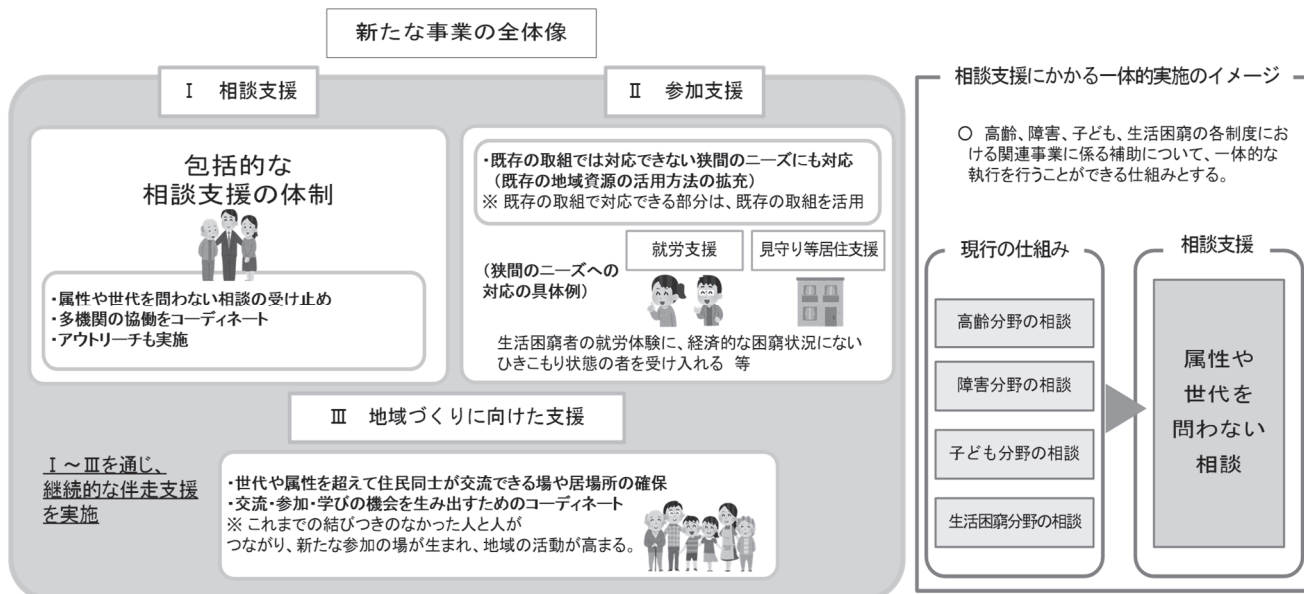 新たな事業の全体像
Ⅰ 相談支援
包括的な
相談支援の体制
・属性や世代を問わない相談の受け止め
・多機関の協働をコーディネート
・アウトリーチも実施
Ⅱ 参加支援
・既存の取組では対応できない狭間のニーズにも対応
(既存の地域資源の活用方法の拡充)
※ 既存の取組で対応できる部分は、既存の取組を活用
(狭間のニーズへの
対応の具体例)
就労支援
見守り等居住支援
生活困窮者の就労体験に、経済的な困窮状況にない
ひきこもり状態の者を受け入れる 等
Ⅲ 地域づくりに向けた支援
Ⅰ～Ⅲを通じ、
継続的な伴走支援
を実施
・世代や属性を超えて住民同士が交流できる場や居場所の確保
・交流・参加・学びの機会を生み出すためのコーディネート
※ これまでの結びつきのなかった人と人が
つながり、新たな参加の場が生まれ、地域の活動が高まる。
相談支援にかかる一体的実施のイメージ
○ 高齢、障害、子ども、生活困窮の各制度にお
ける関連事業に係る補助について、一体的な
執行を行うことができる仕組みとする。
現行の仕組み
高齢分野の相談
障害分野の相談
子ども分野の相談
生活困窮分野の相談
相談支援
属性や
世代を
問わない
相談